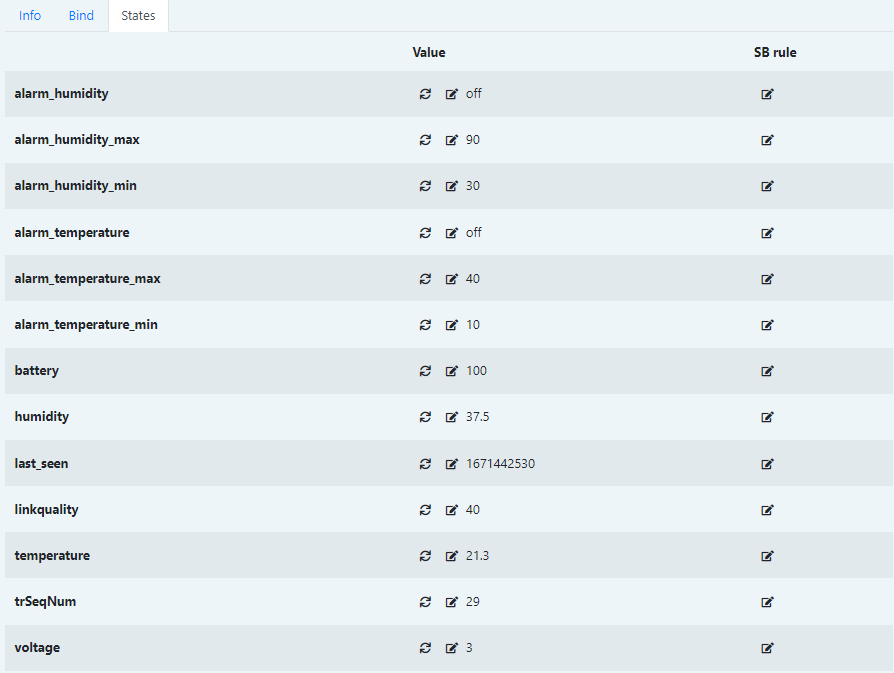 Info Bind States
Value SB rule
alarm_humidity off
alarm_humidity_max 90
alarm_humidity_min 30
alarm_temperature off
alarm_temperature_max 40
alarm_temperature_min 10
battery 100
humidity 37.5
last_seen 1671442530
linkquality 40
temperature 21.3
trSeqNum 29
voltage 3